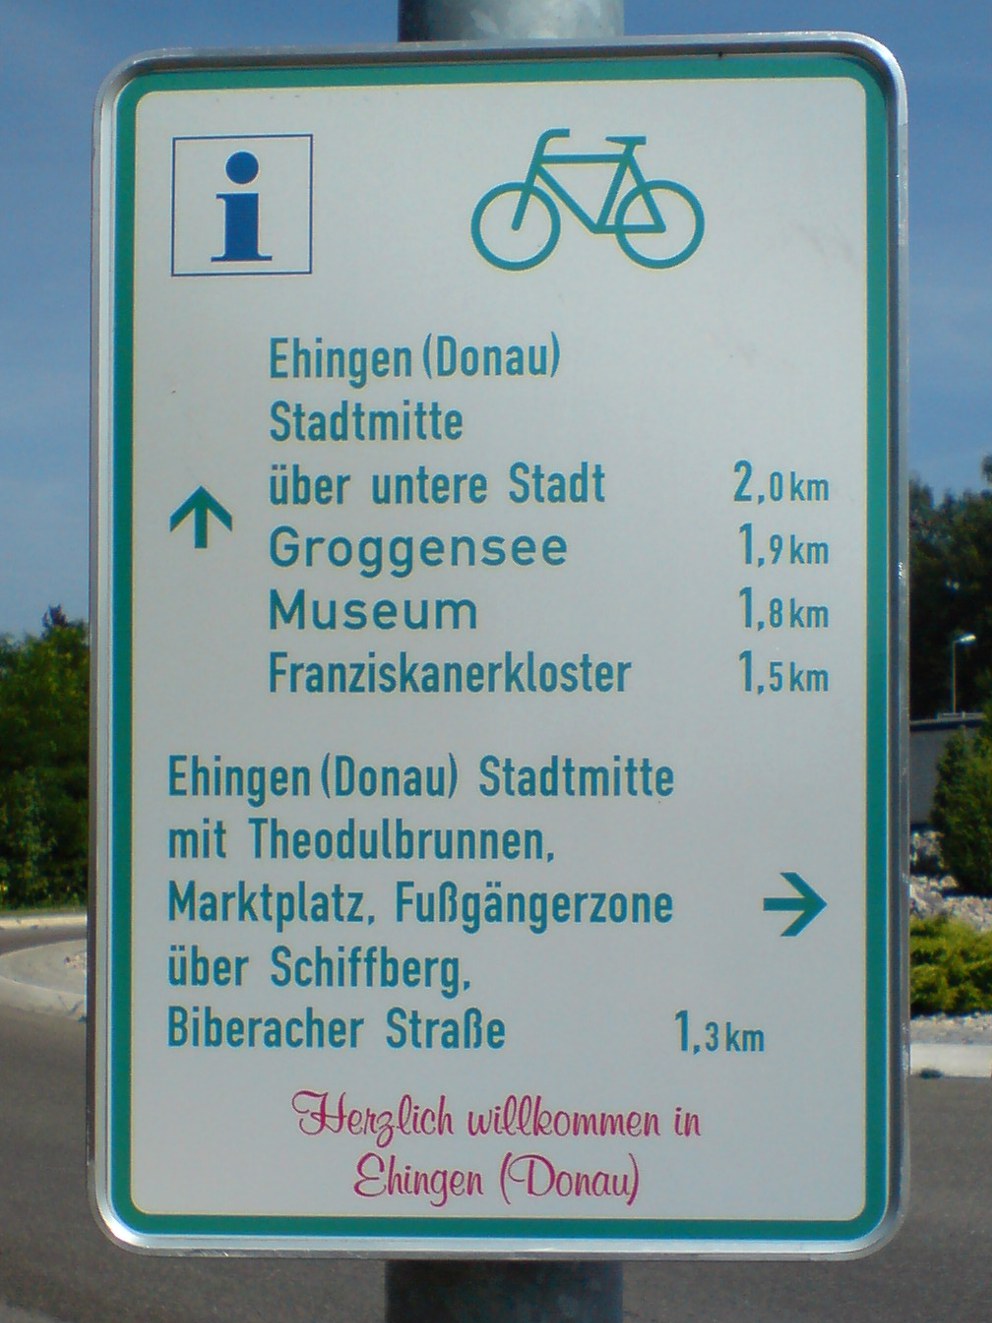 i
Ehingen (Donau)
Stadtmitte
über untere Stadt 2,0 km
Groggensee 1,9 km
Museum 1,8 km
Franziskanerkloster 1,5 km
Ehingen (Donau) Stadtmitte
mit Theodulbrunnen,
Marktplatz, Fußgängerzone
über Schiffberg,
Biberacher Straße 1,3 km
Herzlich willkommen in
Ehingen (Donau)